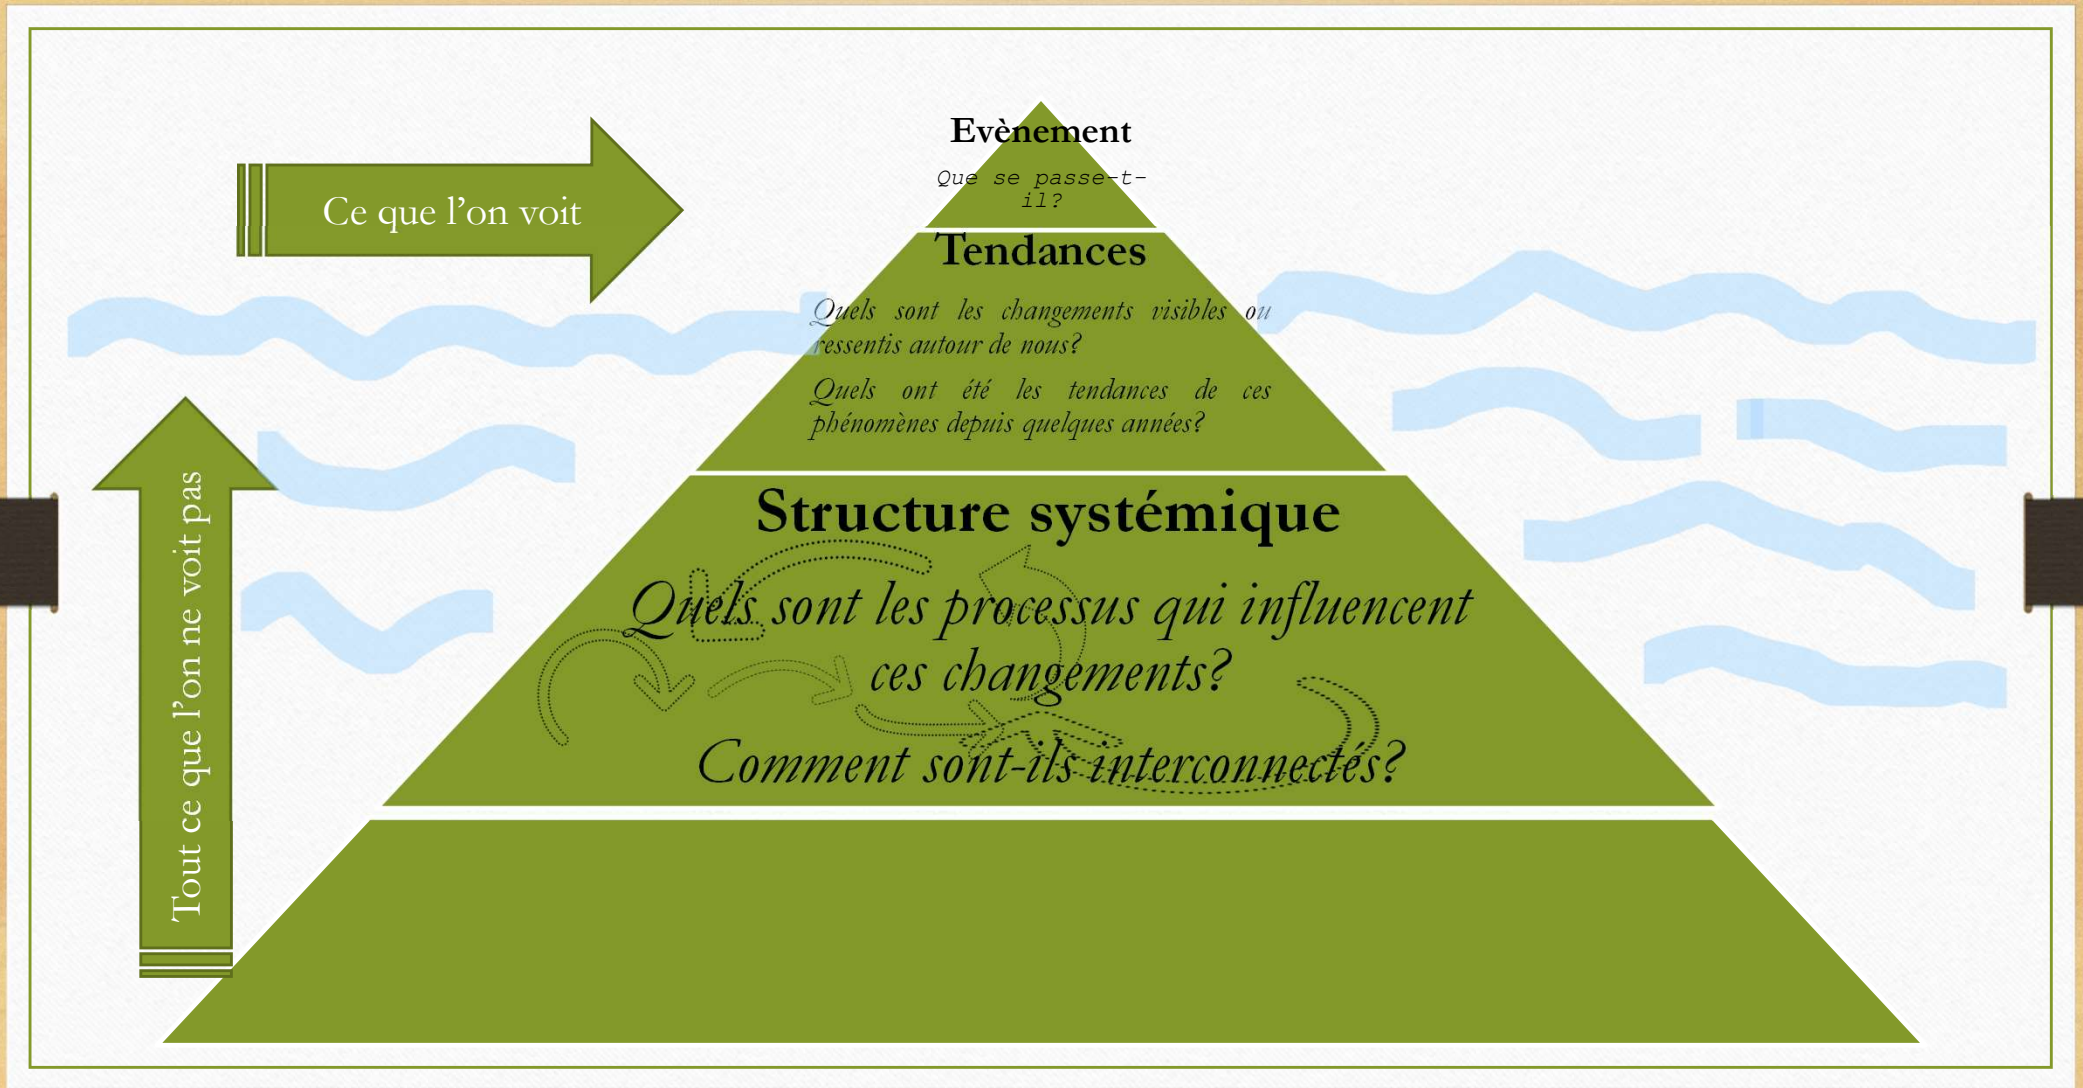 Evènement
Que se passe-t-
il?
Ce que l'on voit
Tendances
Quels sont les changements visibles ou
ressentis autour de nous?
Quels ont été les tendances de ces
phénomènes depuis quelques années?
Structure systémique
Quels sont les processus qui influencent
ces changements?
Comment sont-ils interconnectés?
Tout ce que l'on ne voit pas